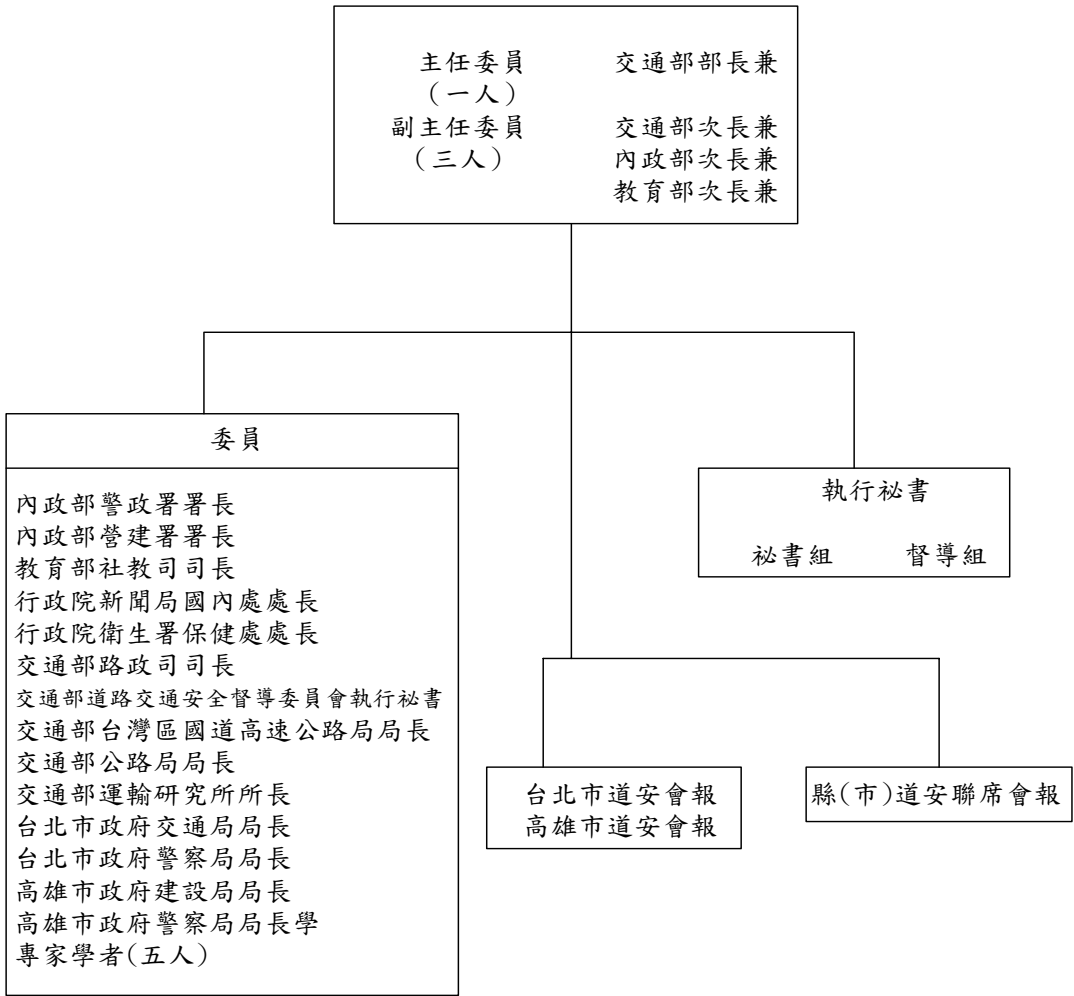 主任委員 交通部部長兼
(一人)
副主任委員 交通部次長兼
(三人) 內政部次長兼
教育部次長兼
委員
內政部警政署署長
內政部營建署署長
教育部社教司司長
行政院新聞局國內處處長
行政院衛生署保健處處長
交通部路政司司長
交通部道路交通安全督導委員會執行祕書
交通部台灣區國道高速公路局局長
交通部公路局局長
交通部運輸研究所所長
台北市政府交通局局長
台北市政府警察局局長
高雄市政府建設局局長
高雄市政府警察局局長學
專家學者(五人)
執行祕書
祕書組 督導組
台北市道安會報
高雄市道安會報
縣(市)道安聯席會報